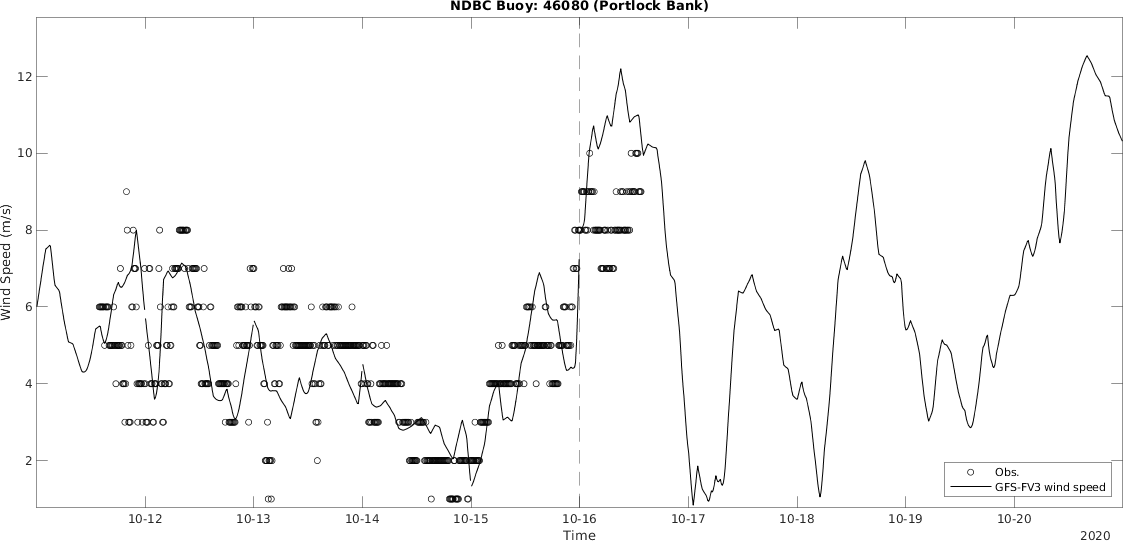 NDBC Buoy: 46080 (Portlock Bank)
Wind Speed (m/s)
12
10
8
6
4
2
Obs.
GFS-FV3 wind speed
10-12 10-13 10-14 10-15 10-16 10-17 10-18 10-19 10-20
Time
2020